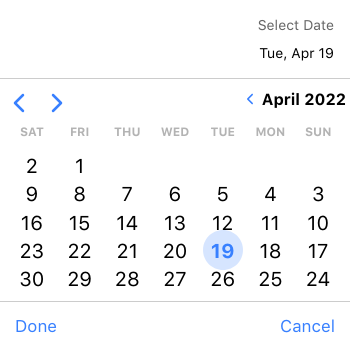 Select Date
Tue, Apr 19
April 2022
SAT FRI THU WED TUE MON SUN
2 1
9 8 7 6 5 4 3
16 15 14 13 12 11 10
23 22 21 20 19 18 17
30 29 28 27 26 25 24
Done Cancel